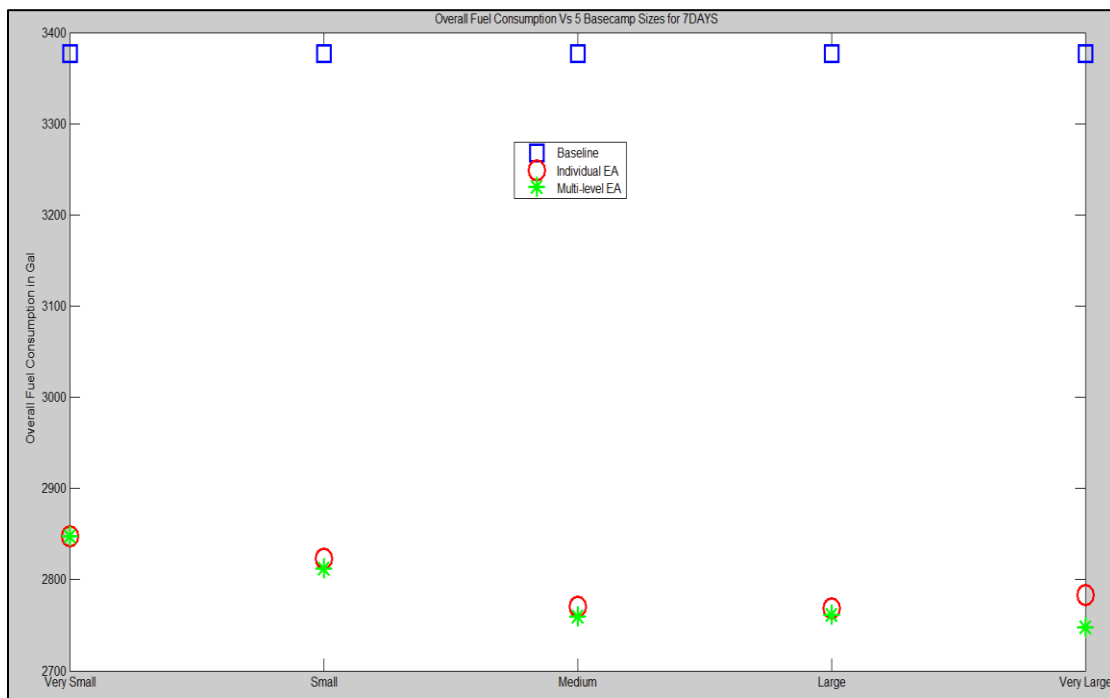 Overall Fuel Consumption Vs 5 Basecamp Sizes for 7DAYS
3400
3300
3200
3100
3000
2900
2800
2700
Overall Fuel Consumption in Gal
Baseline
Individual EA
Multi-level EA
Very Small
Small
Medium
Large
Very Large